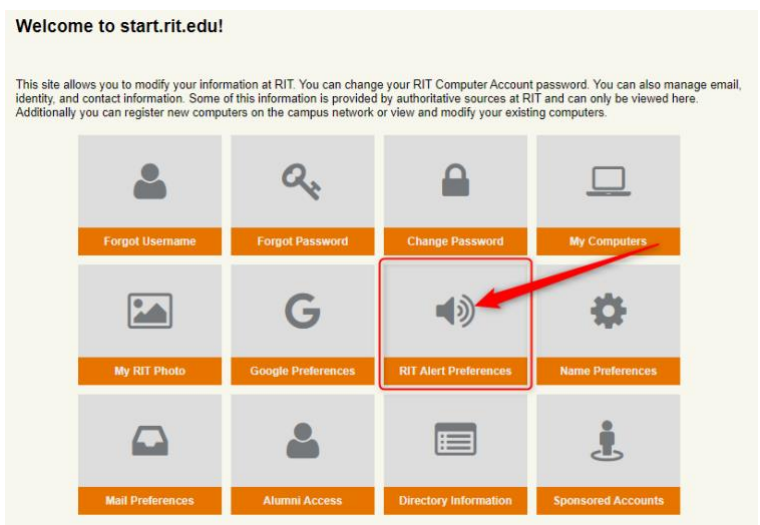 Welcome to start.rit.edu!
This site allows you to modify your information at RIT. You can change your RIT Computer Account password. You can also manage email,
identity, and contact information. Some of this information is provided by authoritative sources at RIT and can only be viewed here.
Additionally you can register new computers on the campus network or view and modify your existing computers.
Forgot Username
Forgot Password
Change Password
My Computers
My RIT Photo
Google Preferences
RIT Alert Preferences
Name Preferences
Mail Preferences
Alumni Access
Directory Information
Sponsored Accounts